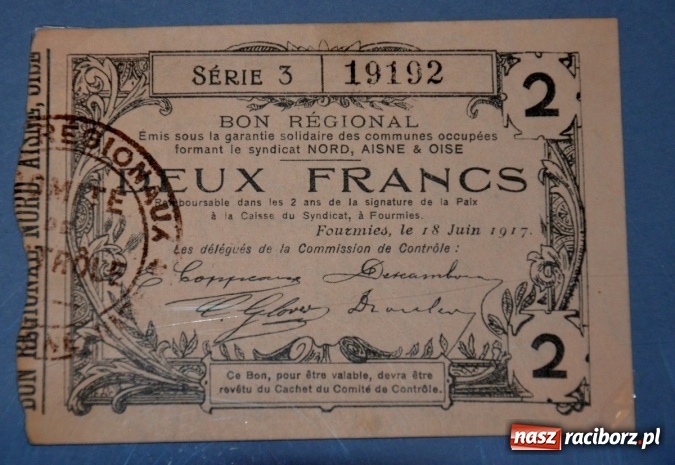 SÉRIE 3 19192
2
BON RÉGIONAL
Émis sous la garantie solidaire des communes occupées
formant le syndicat NORD, AISNE & OISE
DEUX FRANCS
Remboursable dans les 2 ans de la signature de la Paix
à la Caisse du Syndicat, à Fourmies.
Fourmies, le 18 Juin 1917.
Les délégués de la Commission de Contrôle :
2
Ce Bon, pour être valable, devra être
revêtu du Cachet du Comité de Contrôle.
BON RÉGIONAL NORD, AISNE, OISE
REGIONAUX
nasz raciborz.pl